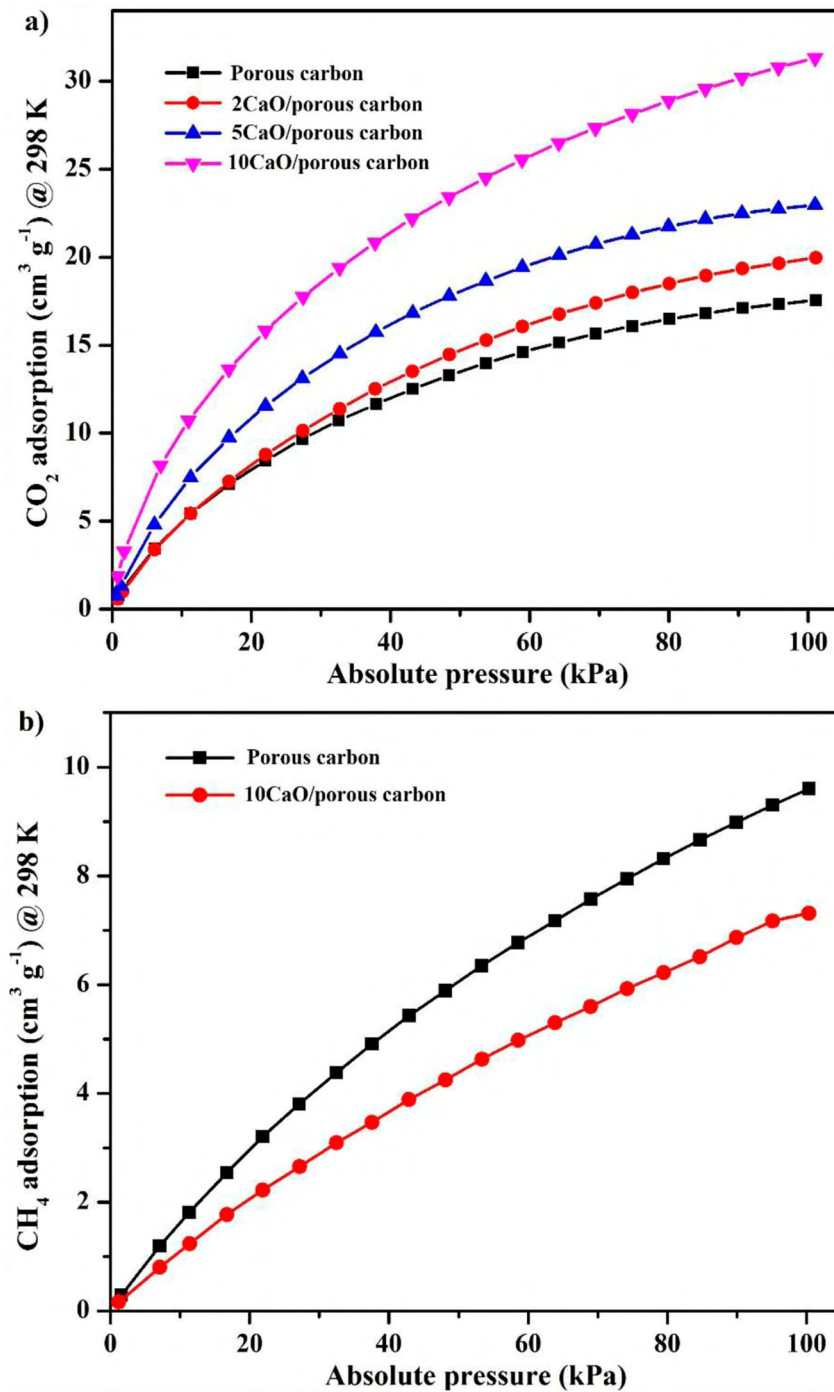 a)
Porous carbon
2CaO/porous carbon
5CaO/porous carbon
10CaO/porous carbon
CO₂ adsorption (cm³ g⁻¹) @ 298 K
30
25
20
15
10
5
0
0 20 40 60 80 100
Absolute pressure (kPa)
b)
Porous carbon
10CaO/porous carbon
CH₄ adsorption (cm³ g⁻¹) @ 298 K
10
8
6
4
2
0
0 20 40 60 80 100
Absolute pressure (kPa)